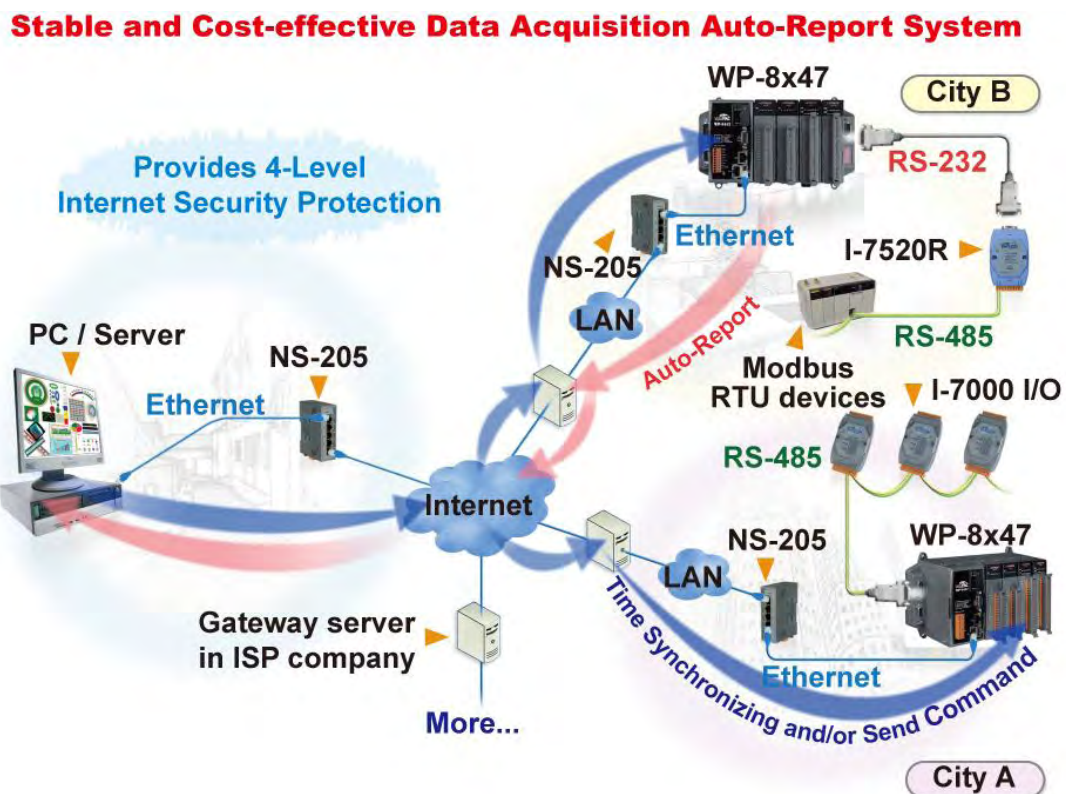 Stable and Cost-effective Data Acquisition Auto-Report System
WP-8x47
City B
Provides 4-Level
Internet Security Protection
RS-232
NS-205
Ethernet
I-7520R
LAN
Auto-Report
Modbus
RTU devices
RS-485
PC / Server
NS-205
Ethernet
I-7000 I/O
RS-485
Internet
NS-205
WP-8x47
LAN
Gateway server
in ISP company
Ethernet
Time Synchronizing and/or Send Command
More...
City A